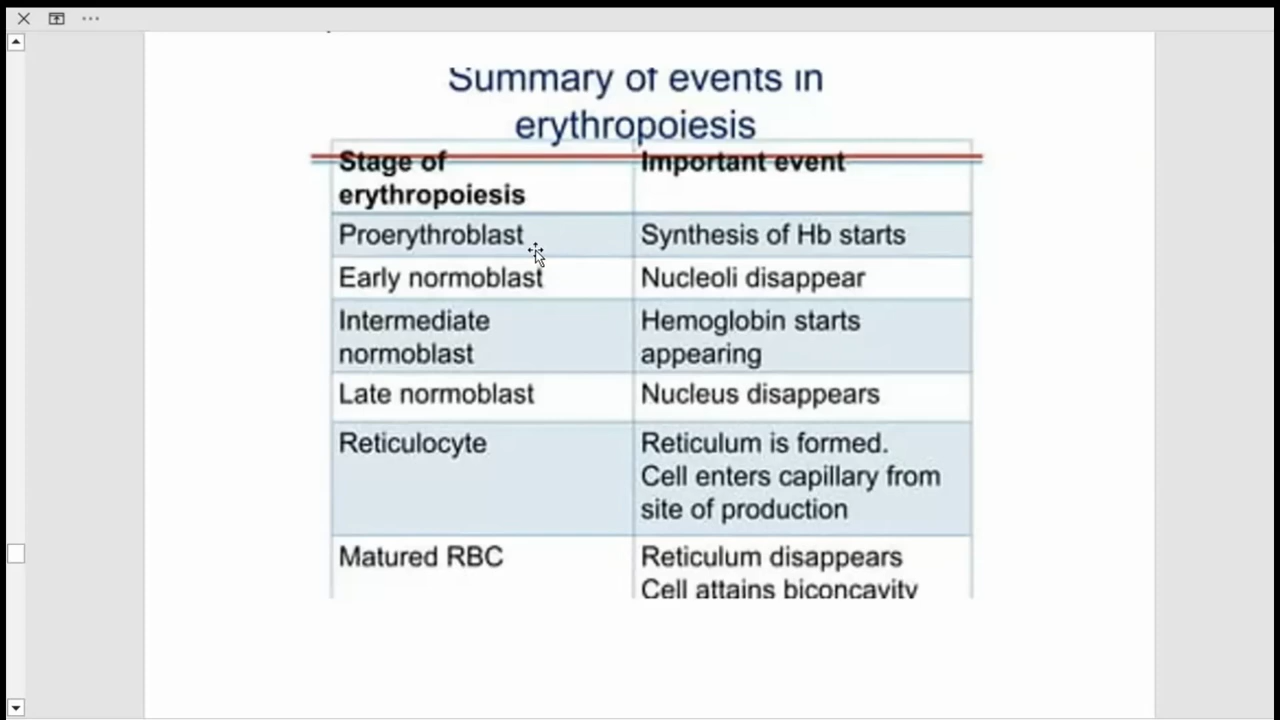 Summary of events in
erythropoiesis
Stage of
erythropoiesis
Important event
Proerythroblast
Synthesis of Hb starts
Early normoblast
Nucleoli disappear
Intermediate
normoblast
Hemoglobin starts
appearing
Late normoblast
Nucleus disappears
Reticulocyte
Reticulum is formed.
Cell enters capillary from
site of production
Matured RBC
Reticulum disappears
Cell attains biconcavity